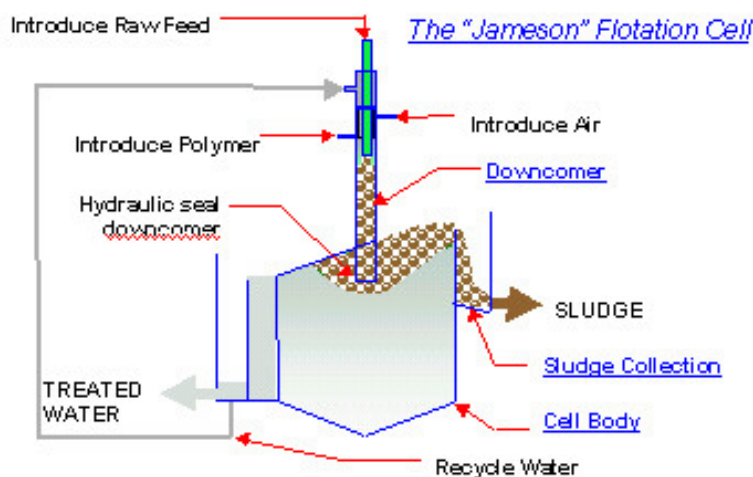 Introduce Raw Feed
The "Jameson" Flotation Cell
Introduce Air
Introduce Polymer
Downcomer
Hydraulic seal
downcomer
SLUDGE
Sludge Collection
TREATED
WATER
Cell Body
Recycle Water